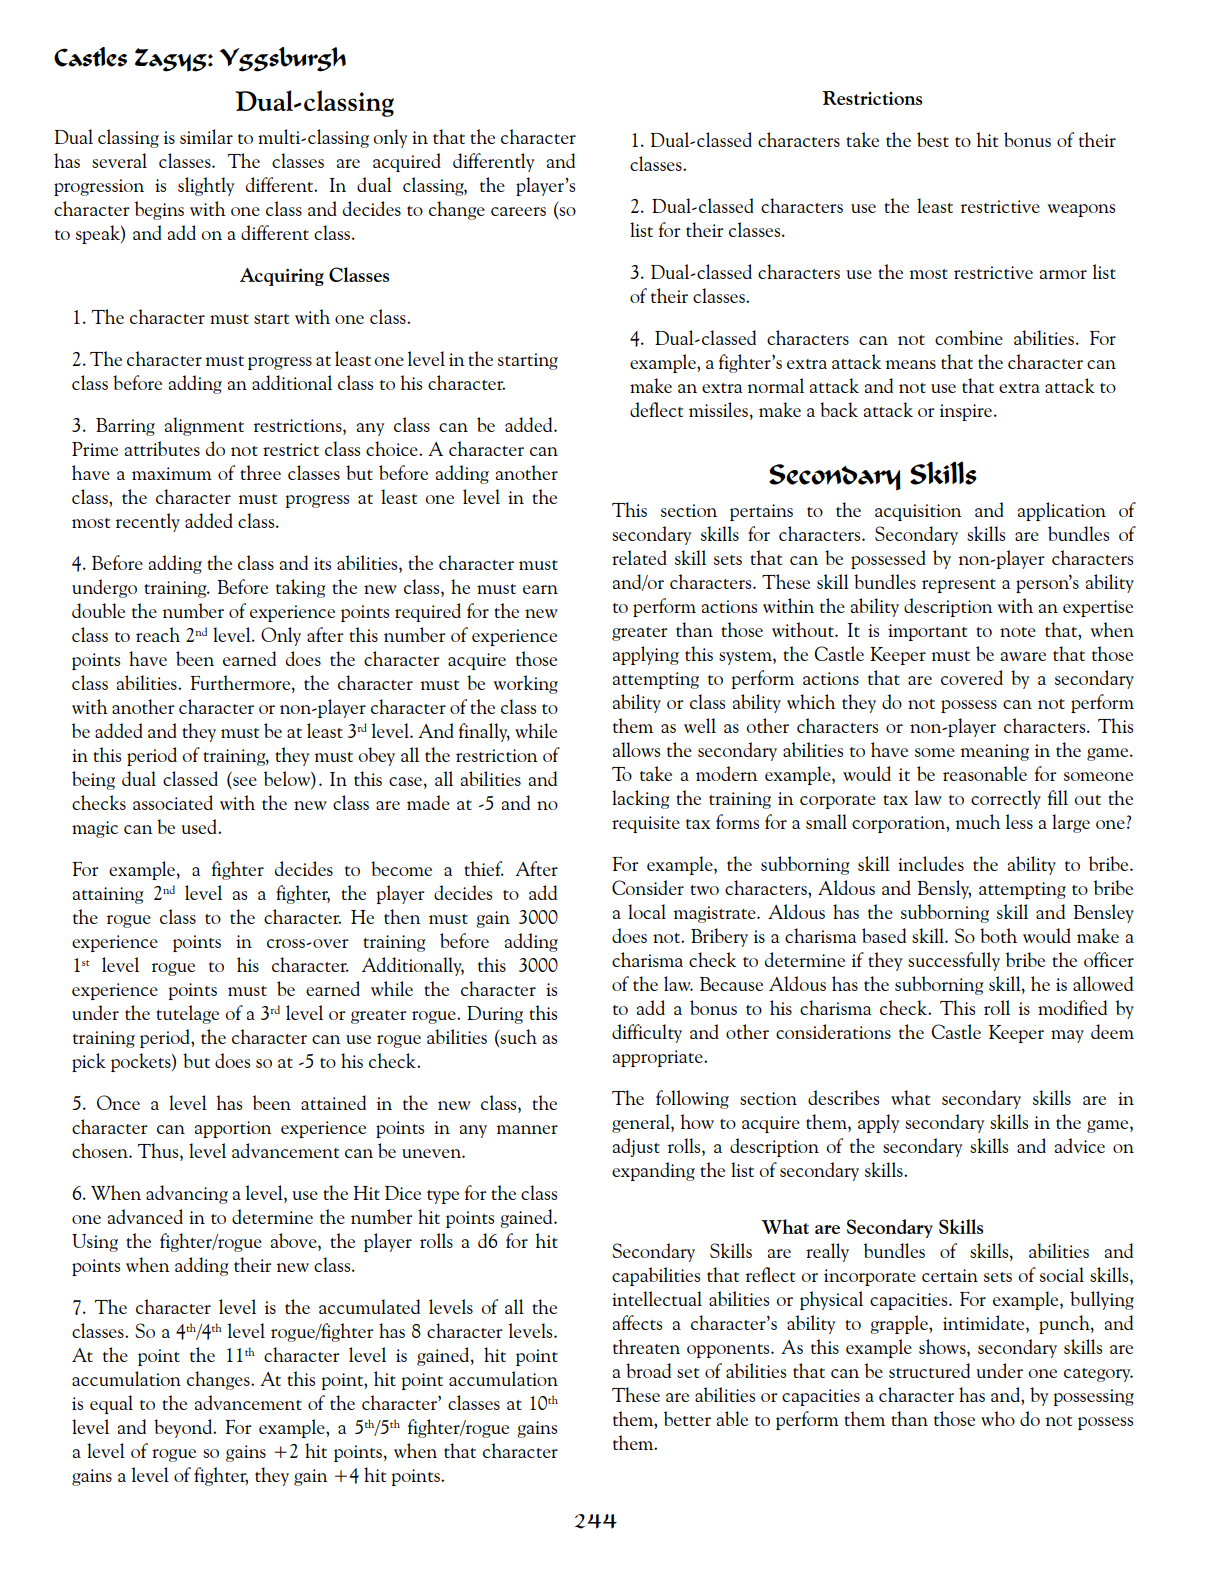 Castles Zagyg: Yggsburgh
Dual-classing
Dual classing is similar to multi-classing only in that the character
has several classes. The classes are acquired differently and
progression is slightly different. In dual classing, the player’s
character begins with one class and decides to change careers (so
to speak) and add on a different class.
Acquiring Classes
1. The character must start with one class.
2. The character must progress at least one level in the starting
class before adding an additional class to his character.
3. Barring alignment restrictions, any class can be added.
Prime attributes do not restrict class choice. A character can
have a maximum of three classes but before adding another
class, the character must progress at least one level in the
most recently added class.
4. Before adding the class and its abilities, the character must
undergo training. Before taking the new class, he must earn
double the number of experience points required for the new
class to reach 2nd level. Only after this number of experience
points have been earned does the character acquire those
class abilities. Furthermore, the character must be working
with another character or non-player character of the class to
be added and they must be at least 3rd level. And finally, while
in this period of training, they must obey all the restriction of
being dual classed (see below). In this case, all abilities and
checks associated with the new class are made at -5 and no
magic can be used.
For example, a fighter decides to become a thief. After
attaining 2nd level as a fighter, the player decides to add
the rogue class to the character. He then must gain 3000
experience points in cross-over training before adding
1st level rogue to his character. Additionally, this 3000
experience points must be earned while the character is
under the tutelage of a 3rd level or greater rogue. During this
training period, the character can use rogue abilities (such as
pick pockets) but does so at -5 to his check.
5. Once a level has been attained in the new class, the
character can apportion experience points in any manner
chosen. Thus, level advancement can be uneven.
6. When advancing a level, use the Hit Dice type for the class
one advanced in to determine the number hit points gained.
Using the fighter/rogue above, the player rolls a d6 for hit
points when adding their new class.
7. The character level is the accumulated levels of all the
classes. So a 4th/4th level rogue/fighter has 8 character levels.
At the point the 11th character level is gained, hit point
accumulation changes. At this point, hit point accumulation
is equal to the advancement of the character’ classes at 10th
level and beyond. For example, a 5th/5th fighter/rogue gains
a level of rogue so gains +2 hit points, when that character
gains a level of fighter, they gain +4 hit points.
Restrictions
1. Dual-classed characters take the best to hit bonus of their
classes.
2. Dual-classed characters use the least restrictive weapons
list for their classes.
3. Dual-classed characters use the most restrictive armor list
of their classes.
4. Dual-classed characters can not combine abilities. For
example, a fighter’s extra attack means that the character can
make an extra normal attack and not use that extra attack to
deflect missiles, make a back attack or inspire.
Secondary Skills
This section pertains to the acquisition and application of
secondary skills for characters. Secondary skills are bundles of
related skill sets that can be possessed by non-player characters
and/or characters. These skill bundles represent a person’s ability
to perform actions within the ability description with an expertise
greater than those without. It is important to note that, when
applying this system, the Castle Keeper must be aware that those
attempting to perform actions that are covered by a secondary
ability or class ability which they do not possess can not perform
them as well as other characters or non-player characters. This
allows the secondary abilities to have some meaning in the game.
To take a modern example, would it be reasonable for someone
lacking the training in corporate tax law to correctly fill out the
requisite tax forms for a small corporation, much less a large one?
For example, the subborning skill includes the ability to bribe.
Consider two characters, Aldous and Bensly, attempting to bribe
a local magistrate. Aldous has the subborning skill and Bensley
does not. Bribery is a charisma based skill. So both would make a
charisma check to determine if they successfully bribe the officer
of the law. Because Aldous has the subborning skill, he is allowed
to add a bonus to his charisma check. This roll is modified by
difficulty and other considerations the Castle Keeper may deem
appropriate.
The following section describes what secondary skills are in
general, how to acquire them, apply secondary skills in the game,
adjust rolls, a description of the secondary skills and advice on
expanding the list of secondary skills.
What are Secondary Skills
Secondary Skills are really bundles of skills, abilities and
capabilities that reflect or incorporate certain sets of social skills,
intellectual abilities or physical capacities. For example, bullying
affects a character’s ability to grapple, intimidate, punch, and
threaten opponents. As this example shows, secondary skills are
a broad set of abilities that can be structured under one category.
These are abilities or capacities a character has and, by possessing
them, better able to perform them than those who do not possess
them.
244